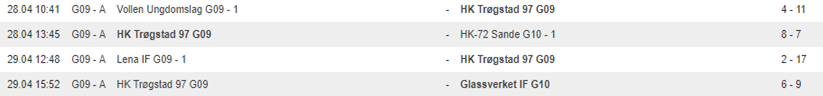 28.04 10:41 G09 - A Vollen Ungdomslag G09 - 1 - HK Trøgstad 97 G09 4 - 11
28.04 13:45 G09 - A HK Trøgstad 97 G09 - HK-72 Sande G10 - 1 8 - 7
29.04 12:48 G09 - A Lena IF G09 - 1 - HK Trøgstad 97 G09 2 - 17
29.04 15:52 G09 - A HK Trøgstad 97 G09 - Glassverket IF G10 6 - 9